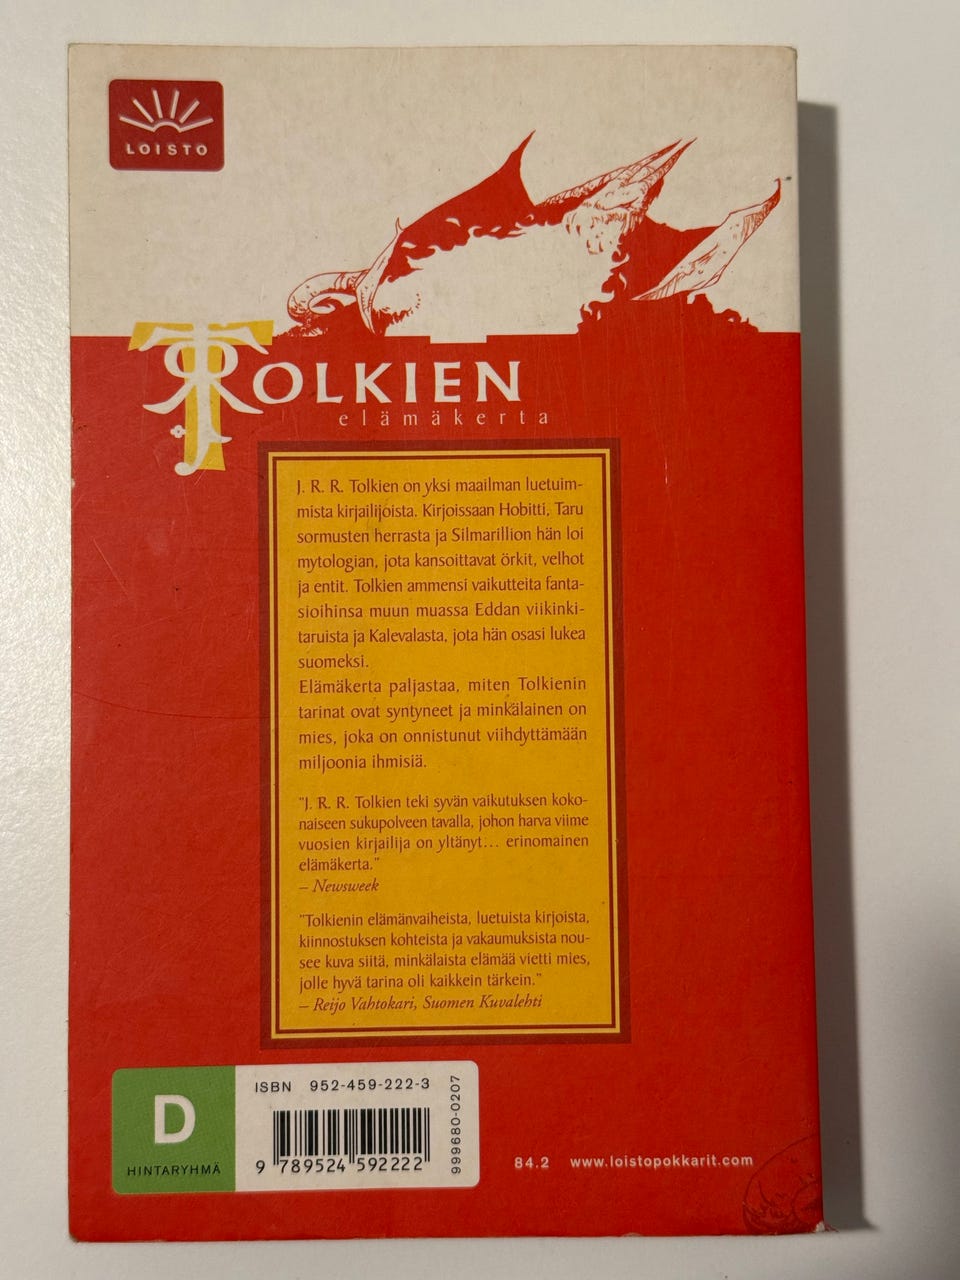 LOISTO
TOLKIEN
elämäkerta
J. R. R. Tolkien on yksi maailman luetuim-
mista kirjailijoista. Kirjoissaan Hobitti, Taru
sormusten herrasta ja Silmarillion hän loi
mytologian, jota kansoittavat örkit, velhot
ja entit. Tolkien ammensi vaikutteita fanta-
sioihinsa muun muassa Eddan viikinki-
taruista ja Kalevalasta, jota hän osasi lukea
suomeksi.
Elämäkerta paljastaa, miten Tolkienin
tarinat ovat syntyneet ja minkälainen on
mies, joka on onnistunut viihdyttämään
miljoonia ihmisiä.
"J. R. R. Tolkien teki syvän vaikutuksen koko-
naiseen sukupolveen tavalla, johon harva viime
vuosien kirjailija on yltänyt... erinomainen
elämäkerta."
– Newsweek
"Tolkienin elämänvaiheista, luetuista kirjoista,
kiinnostuksen kohteista ja vakaumuksista nou-
see kuva siitä, minkälaista elämää vietti mies,
jolle hyvä tarina oli kaikkein tärkein."
– Reijo Vahtokari, Suomen Kuvalehti
D
HINTARYHMÄ
ISBN 952-459-222-3
9 789524 592222
999680-0207
84.2 www.loistopokkarit.com